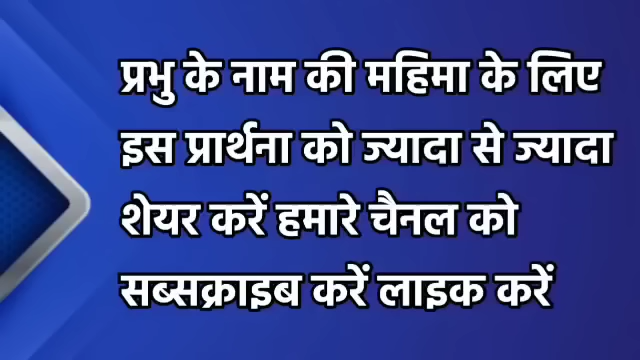 प्रभु के नाम की महिमा के लिए
इस प्रार्थना को ज्यादा से ज्यादा
शेयर करें हमारे चैनल को
सब्सक्राइब करें लाइक करें